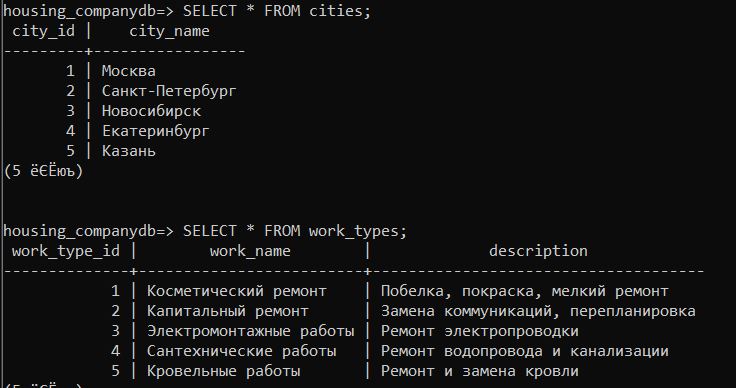 housing_companydb=> SELECT * FROM cities;
 city_id |    city_name
---------+-----------------
       1 | Москва
       2 | Санкт-Петербург
       3 | Новосибирск
       4 | Екатеринбург
       5 | Казань
(5 ёЄЁюъ)
housing_companydb=> SELECT * FROM work_types;
 work_type_id |        work_name        |             description
--------------+-------------------------+-------------------------------------
            1 | Косметический ремонт    | Побелка, покраска, мелкий ремонт
            2 | Капитальный ремонт      | Замена коммуникаций, перепланировка
            3 | Электромонтажные работы | Ремонт электропроводки
            4 | Сантехнические работы   | Ремонт водопровода и канализации
            5 | Кровельные работы       | Ремонт и замена кровли